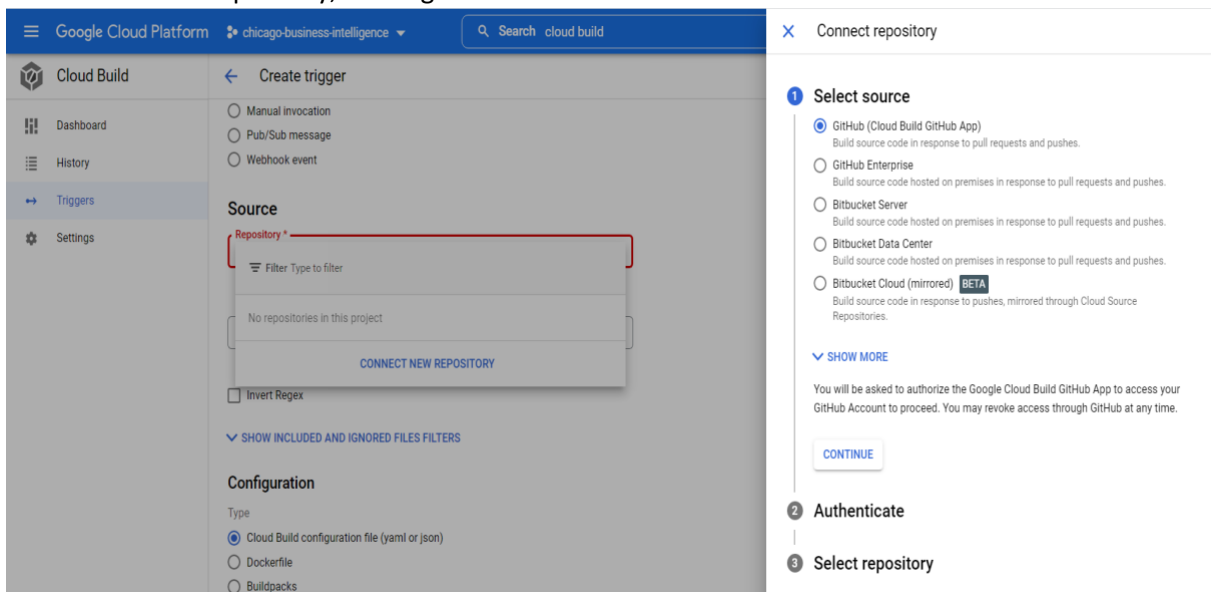 Google Cloud Platform
chicago-business-intelligence
Search cloud build
Cloud Build
Create trigger
Dashboard
History
Triggers
Settings
Manual invocation
Pub/Sub message
Webhook event
Source
Repository *
Filter Type to filter
No repositories in this project
CONNECT NEW REPOSITORY
Invert Regex
SHOW INCLUDED AND IGNORED FILES FILTERS
Configuration
Type
Cloud Build configuration file (yaml or json)
Dockerfile
Buildpacks
Connect repository
1 Select source
GitHub (Cloud Build GitHub App)
Build source code in response to pull requests and pushes.
GitHub Enterprise
Build source code hosted on premises in response to pull requests and pushes.
Bitbucket Server
Build source code hosted on premises in response to pull requests and pushes.
Bitbucket Data Center
Build source code hosted on premises in response to pull requests and pushes.
Bitbucket Cloud (mirrored) BETA
Build source code in response to pushes, mirrored through Cloud Source
Repositories.
SHOW MORE
You will be asked to authorize the Google Cloud Build GitHub App to access your
GitHub Account to proceed. You may revoke access through GitHub at any time.
CONTINUE
2 Authenticate
3 Select repository